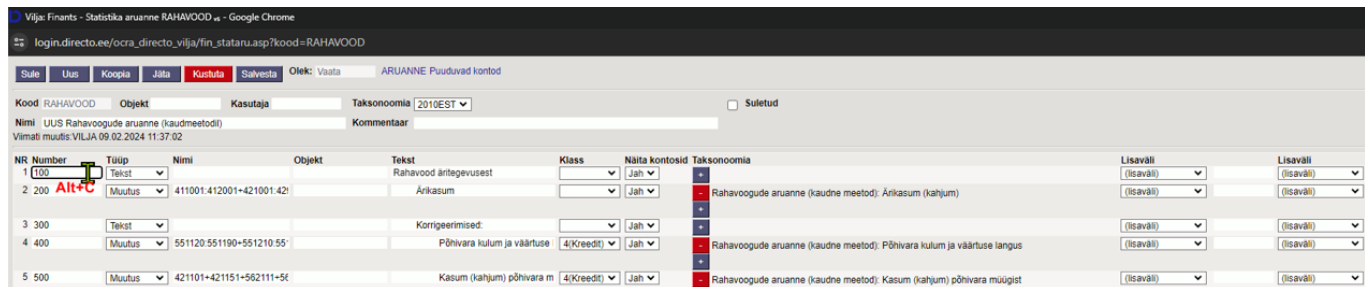 Vilja: Finants - Statistika aruanne RAHAVOOD v5 - Google Chrome
login.directo.ee/ocra_directo_vilja/fin_stataru.asp?kood=RAHAVOOD
Sule Uus Koopia Jäta Kustuta Salvesta Olek: Vaata ARUANNE Puuduvad kontod
Kood RAHAVOOD Objekt Kasutaja Taksonoomia 2010EST Suletud
Nimi UUS Rahavoogude aruanne (kaudmeetodil) Kommentaar
Viimati muutis: VILJA 09.02.2024 11:37:02
NR Number Tüüp Nimi Objekt Tekst Klass Näita kontosid Taksonoomia Lisaväli Lisaväli
1 100 Tekst Rahavood äritegevusest Jah + (lisaväli) (lisaväli)
Alt+C
2 200 Muutus 411001:412001+421001:42 Ärikasum Jah - Rahavoogude aruanne (kaudne meetod): Ärikasum (kahjum) (lisaväli) (lisaväli)
+
3 300 Tekst Korrigeerimised: Jah + (lisaväli) (lisaväli)
4 400 Muutus 551120:551190+551210:55 Põhivara kulum ja väärtuse 4(Kreedit) Jah - Rahavoogude aruanne (kaudne meetod): Põhivara kulum ja väärtuse langus (lisaväli) (lisaväli)
+
5 500 Muutus 421101+421151+562111+56 Kasum (kahjum) põhivara m 4(Kreedit) Jah - Rahavoogude aruanne (kaudne meetod): Kasum (kahjum) põhivara müügist (lisaväli) (lisaväli)